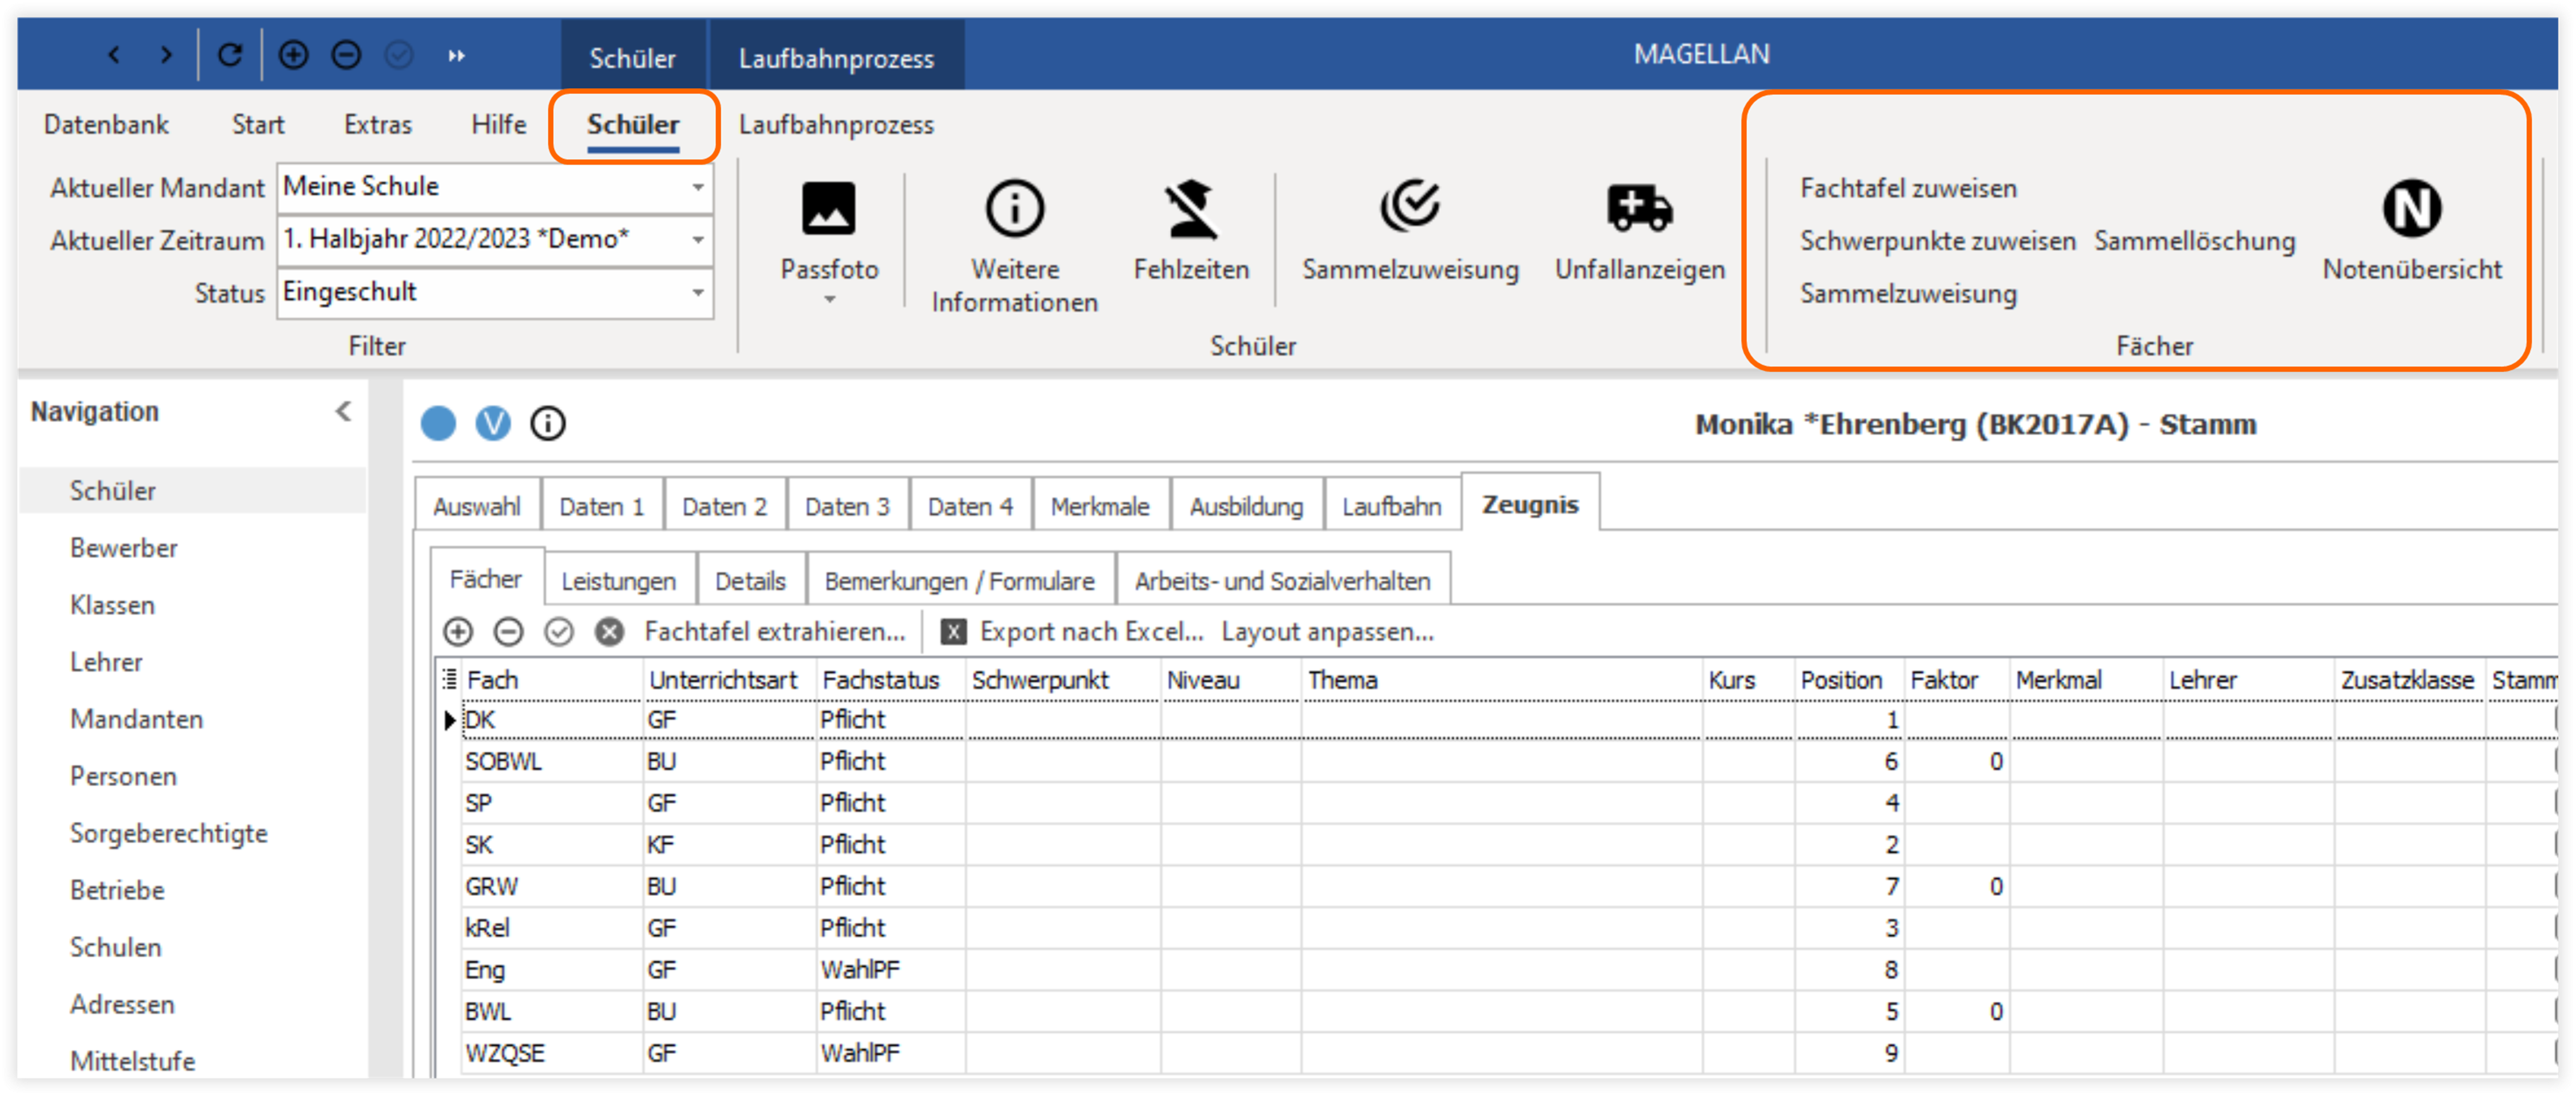 Schüler Laufbahnprozess MAGELLAN
Datenbank Start Extras Hilfe Schüler Laufbahnprozess
Aktueller Mandant Meine Schule
Aktueller Zeitraum 1. Halbjahr 2022/2023 *Demo*
Status Eingeschult
Filter
Passfoto
Weitere Informationen
Fehlzeiten
Sammelzuweisung
Unfallanzeigen
Schüler
Fachtafel zuweisen
Schwerpunkte zuweisen Sammellöschung
Sammelzuweisung
N
Notenübersicht
Fächer
Navigation
Schüler
Bewerber
Klassen
Lehrer
Mandanten
Personen
Sorgeberechtigte
Betriebe
Schulen
Adressen
Mittelstufe
V
Monika *Ehrenberg (BK2017A) - Stamm
Auswahl Daten 1 Daten 2 Daten 3 Daten 4 Merkmale Ausbildung Laufbahn Zeugnis
Fächer Leistungen Details Bemerkungen / Formulare Arbeits- und Sozialverhalten
Fachtafel extrahieren... X Export nach Excel... Layout anpassen...
Fach Unterrichtsart Fachstatus Schwerpunkt Niveau Thema Kurs Position Faktor Merkmal Lehrer Zusatzklasse Stamm
DK GF Pflicht 1
SOBWL BU Pflicht 6 0
SP GF Pflicht 4
SK KF Pflicht 2
GRW BU Pflicht 7 0
kRel GF Pflicht 3
Eng GF WahlPF 8
BWL BU Pflicht 5 0
WZQSE GF WahlPF 9